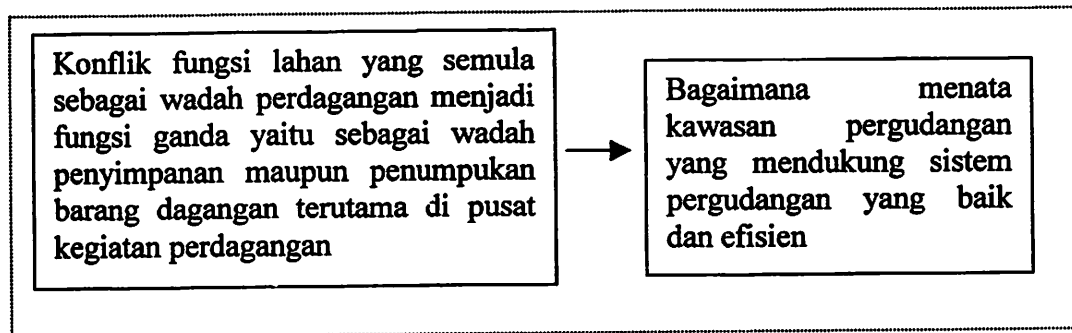 Konflik fungsi lahan yang semula
sebagai wadah perdagangan menjadi
fungsi ganda yaitu sebagai wadah
penyimpanan maupun penumpukan
barang dagangan terutama di pusat
kegiatan perdagangan
Bagaimana menata
kawasan pergudangan
yang mendukung sistem
pergudangan yang baik
dan efisien